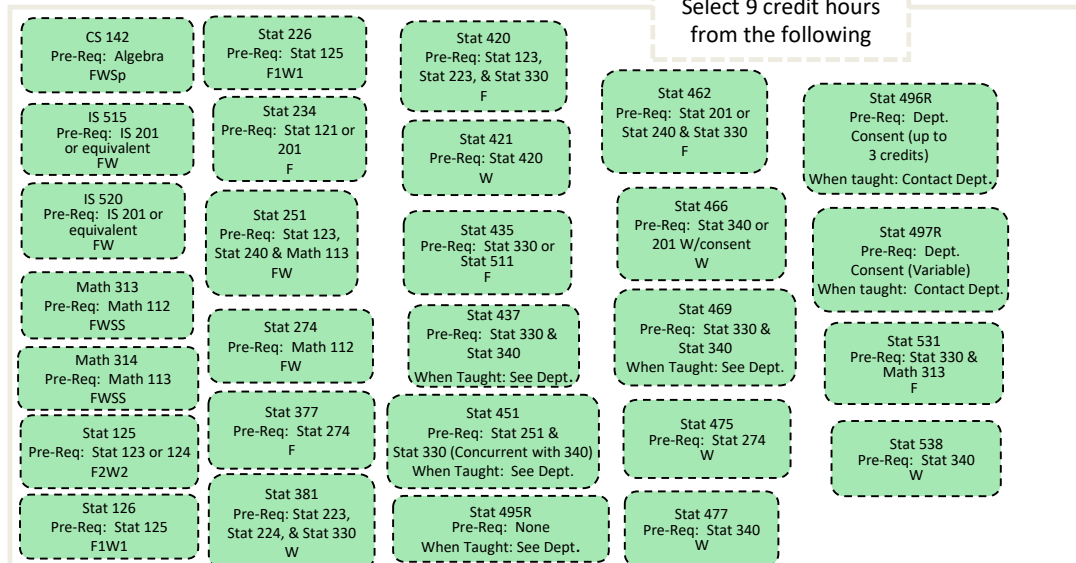 Select 9 credit hours
from the following
CS 142
Pre-Req: Algebra
FWSp
IS 515
Pre-Req: IS 201
or equivalent
FW
IS 520
Pre-Req: IS 201 or
equivalent
FW
Math 313
Pre-Req: Math 112
FWSS
Math 314
Pre-Req: Math 113
FWSS
Stat 125
Pre-Req: Stat 123 or 124
F2W2
Stat 126
Pre-Req: Stat 125
F1W1
Stat 226
Pre-Req: Stat 125
F1W1
Stat 234
Pre-Req: Stat 121 or
201
F
Stat 251
Pre-Req: Stat 123,
Stat 240 & Math 113
FW
Stat 274
Pre-Req: Math 112
FW
Stat 377
Pre-Req: Stat 274
F
Stat 381
Pre-Req: Stat 223,
Stat 224, & Stat 330
W
Stat 420
Pre-Req: Stat 123,
Stat 223, & Stat 330
F
Stat 421
Pre-Req: Stat 420
W
Stat 435
Pre-Req: Stat 330 or
Stat 511
F
Stat 437
Pre-Req: Stat 330 &
Stat 340
When Taught: See Dept.
Stat 451
Pre-Req: Stat 251 &
Stat 330 (Concurrent with 340)
When Taught: See Dept.
Stat 495R
Pre-Req: None
When Taught: See Dept.
Stat 462
Pre-Req: Stat 201 or
Stat 240 & Stat 330
F
Stat 466
Pre-Req: Stat 340 or
201 W/consent
W
Stat 469
Pre-Req: Stat 330 &
Stat 340
When Taught: See Dept.
Stat 475
Pre-Req: Stat 274
W
Stat 477
Pre-Req: Stat 340
W
Stat 496R
Pre-Req: Dept.
Consent (up to
3 credits)
When taught: Contact Dept.
Stat 497R
Pre-Req: Dept.
Consent (Variable)
When taught: Contact Dept.
Stat 531
Pre-Req: Stat 330 &
Math 313
F
Stat 538
Pre-Req: Stat 340
W